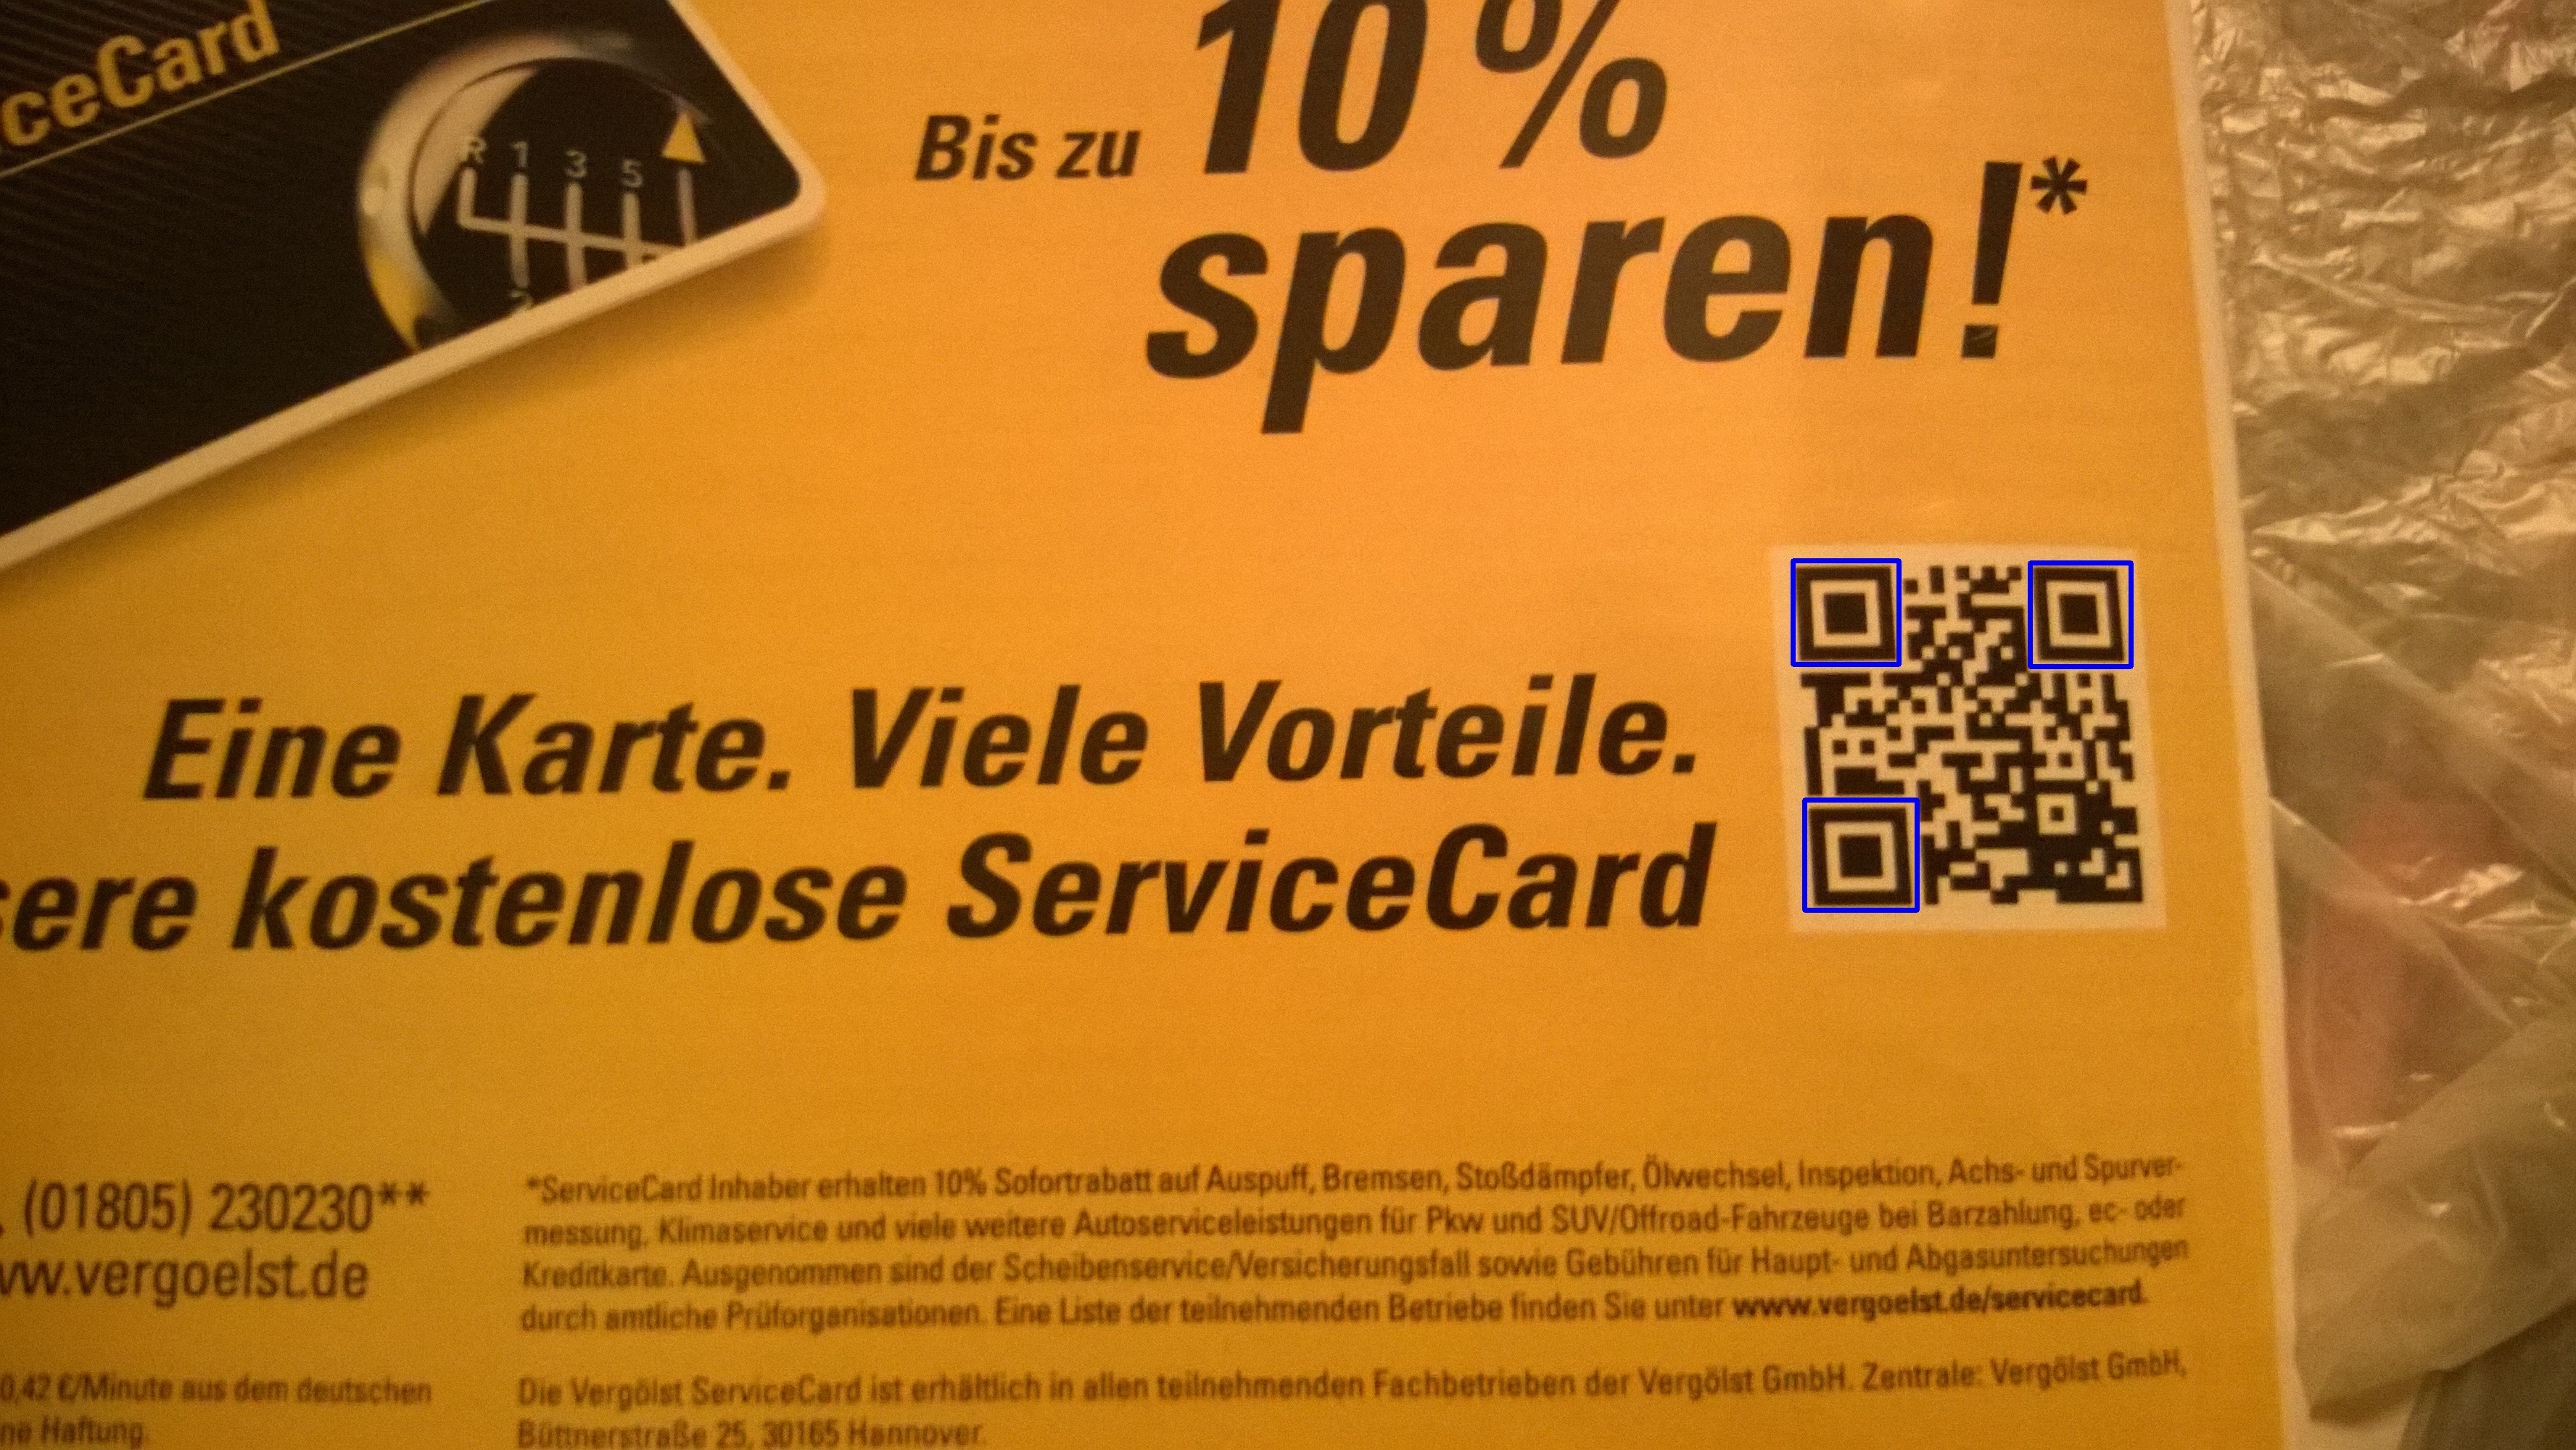 ceCard
R 1 3 5
10%
Bis zu
sparen!*
Eine Karte. Viele Vorteile.
sere kostenlose ServiceCard
(01805) 230230**
ww.vergoelst.de
*ServiceCard Inhaber erhalten 10% Sofortrabatt auf Auspuff, Bremsen, Stoßdämpfer, Ölwechsel, Inspektion, Achs- und Spurver-
messung, Klimaservice und viele weitere Autoserviceleistungen für Pkw und SUV/Offroad-Fahrzeuge bei Barzahlung, ec- oder
Kreditkarte. Ausgenommen sind der Scheibenservice/Versicherungsfall sowie Gebühren für Haupt- und Abgasuntersuchungen
durch amtliche Prüforganisationen. Eine Liste der teilnehmenden Betriebe finden Sie unter www.vergoelst.de/servicecard.
0,42 €/Minute aus dem deutschen
ne Haftung.
Die Vergölst ServiceCard ist erhältlich in allen teilnehmenden Fachbetrieben der Vergölst GmbH. Zentrale: Vergölst GmbH,
Büttnerstraße 25, 30165 Hannover.